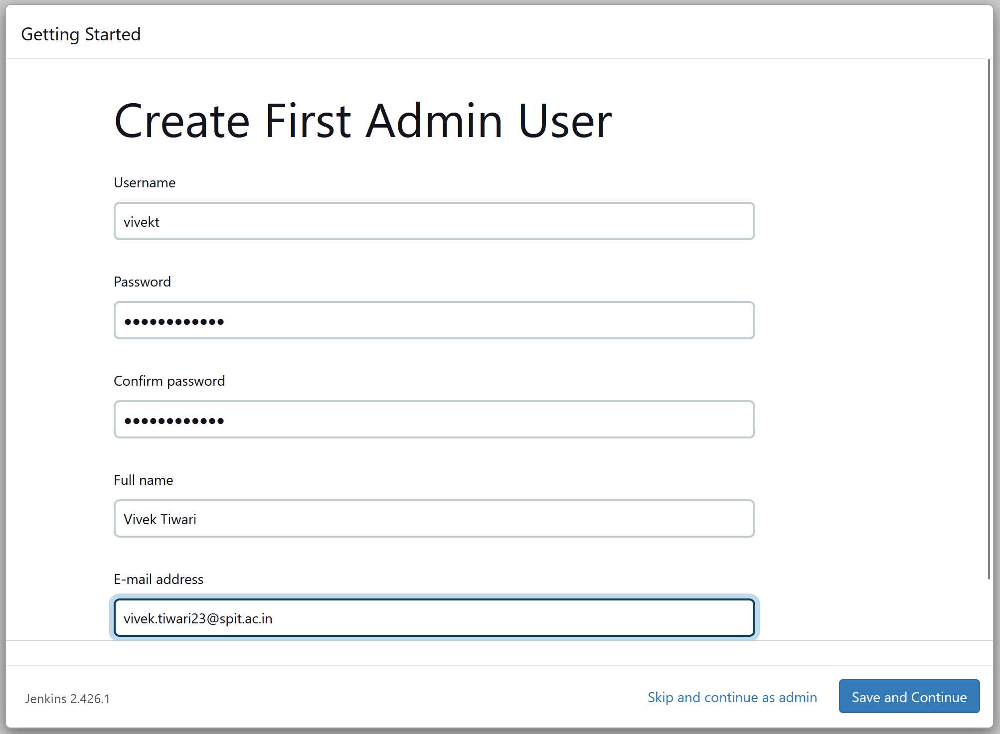 Getting Started
Create First Admin User
Username
vivekt
Password
••••••••••••
Confirm password
••••••••••••
Full name
Vivek Tiwari
E-mail address
vivek.tiwari23@spit.ac.in
Jenkins 2.426.1
Skip and continue as admin
Save and Continue